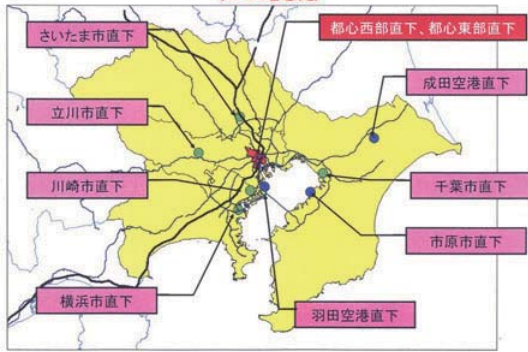 さいたま市直下
都心西部直下、都心東部直下
成田空港直下
立川市直下
川崎市直下
千葉市直下
市原市直下
横浜市直下
羽田空港直下